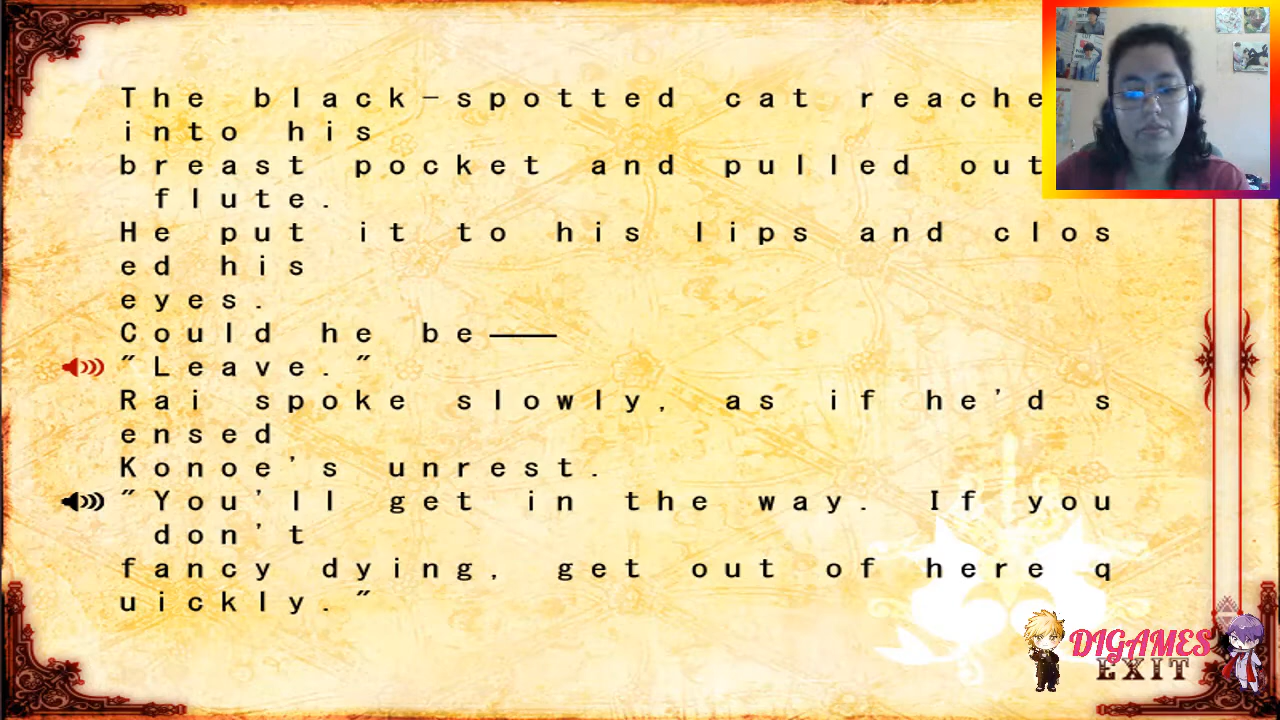 The black-spotted cat reache
into his
breast pocket and pulled out
flute.
He put it to his lips and clos
ed his
eyes.
Could he be——
"Leave."
Rai spoke slowly, as if he'd s
ensed
Konoe's unrest.
"You'll get in the way. If you
don't
fancy dying, get out of here q
uickly."
DIGAMES
EXIT